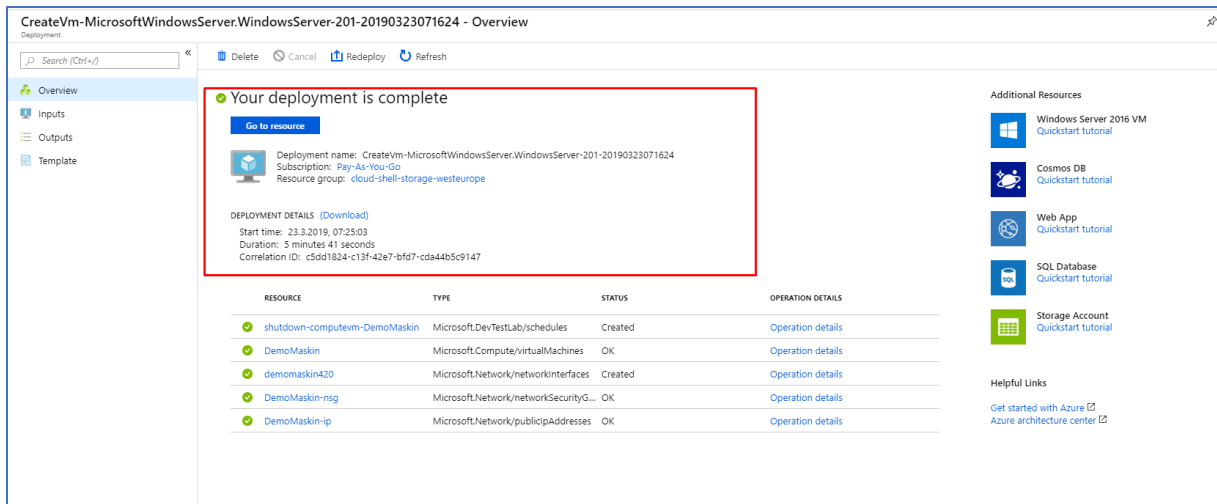 CreateVm-MicrosoftWindowsServer.WindowsServer-201-20190323071624 - Overview
Deployment
Search (Ctrl+/)
Overview
Inputs
Outputs
Template
Delete Cancel Redeploy Refresh
Your deployment is complete
Go to resource
Deployment name: CreateVm-MicrosoftWindowsServer.WindowsServer-201-20190323071624
Subscription: Pay-As-You-Go
Resource group: cloud-shell-storage-westeurope
DEPLOYMENT DETAILS (Download)
Start time: 23.3.2019, 07:25:03
Duration: 5 minutes 41 seconds
Correlation ID: c5dd1824-c13f-42e7-bfd7-cda44b5c9147
RESOURCE TYPE STATUS OPERATION DETAILS
shutdown-computevm-DemoMaskin Microsoft.DevTestLab/schedules Created Operation details
DemoMaskin Microsoft.Compute/virtualMachines OK Operation details
demomaskin420 Microsoft.Network/networkInterfaces Created Operation details
DemoMaskin-nsg Microsoft.Network/networkSecurityG... OK Operation details
DemoMaskin-ip Microsoft.Network/publicIpAddresses OK Operation details
Additional Resources
Windows Server 2016 VM
Quickstart tutorial
Cosmos DB
Quickstart tutorial
Web App
Quickstart tutorial
SQL
SQL Database
Quickstart tutorial
Storage Account
Quickstart tutorial
Helpful Links
Get started with Azure
Azure architecture center